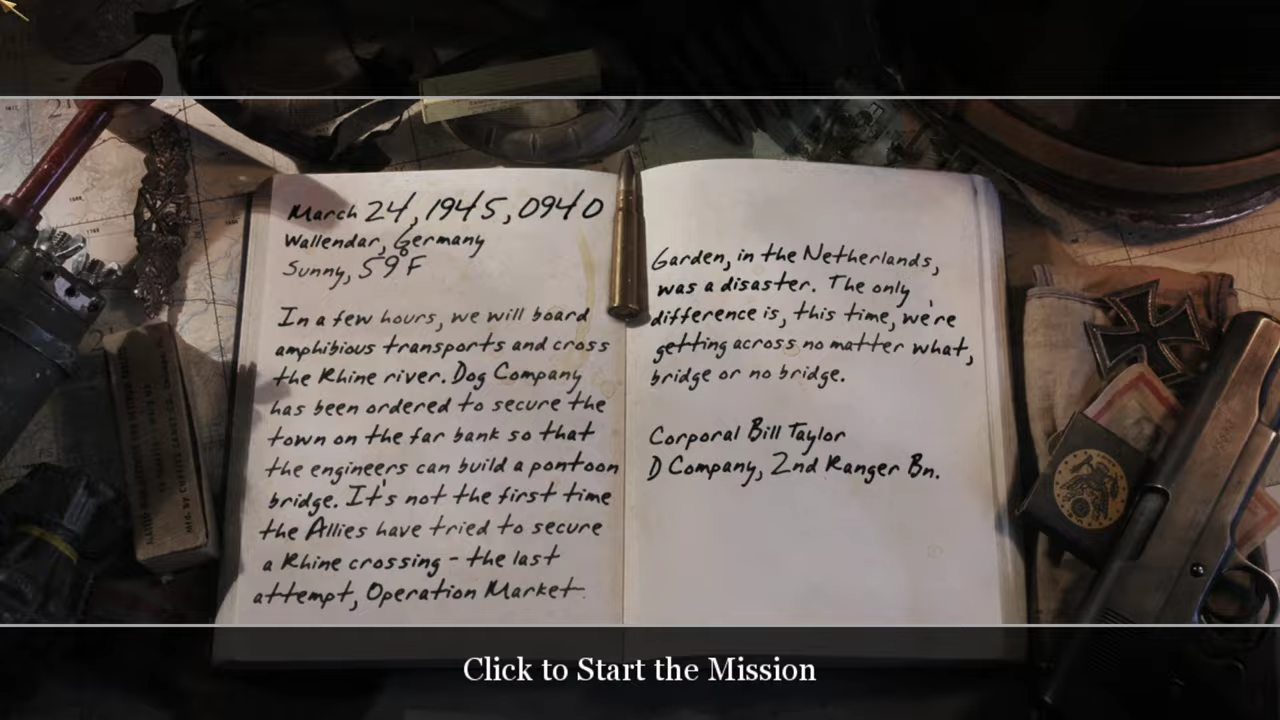 March 24, 1945, 0940
Wallendar, Germany
Sunny, 59 F
In a few hours, we will board
amphibious transports and cross
the Rhine river. Dog Company
has been ordered to secure the
town on the far bank so that
the engineers can build a pontoon
bridge. It's not the first time
the Allies have tried to secure
a Rhine crossing - the last
attempt, Operation Market
Garden, in the Netherlands,
was a disaster. The only
difference is, this time, we're
getting across no matter what,
bridge or no bridge.
Corporal Bill Taylor
D Company, 2nd Ranger Bn.
Click to Start the Mission